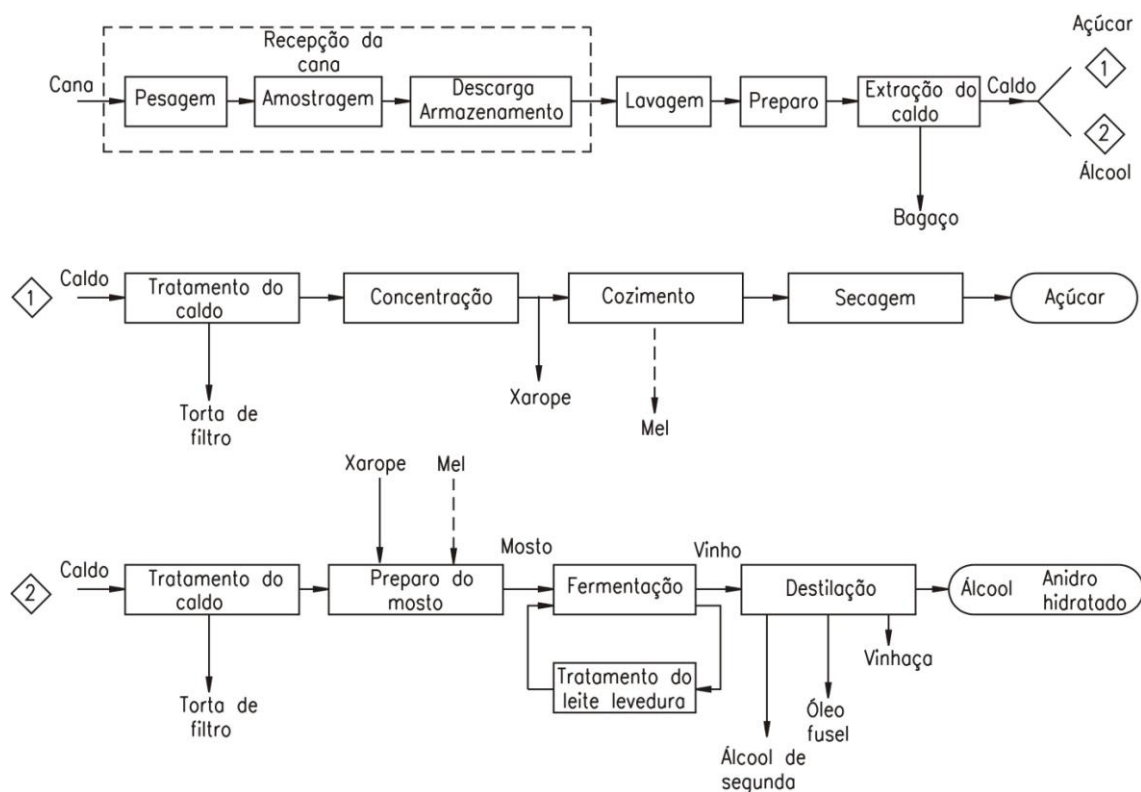 Recepção da
cana
Açúcar
Cana
Pesagem
Amostragem
Descarga
Armazenamento
Lavagem
Preparo
Extração do
caldo
Caldo
1
2
Álcool
Bagaço
1
Caldo
Tratamento do
caldo
Concentração
Cozimento
Secagem
Açúcar
Torta de
filtro
Xarope
Mel
Xarope
Mel
2
Caldo
Tratamento do
caldo
Preparo do
mosto
Mosto
Fermentação
Vinho
Destilação
Álcool
Anidro
hidratado
Tratamento do
leite levedura
Torta de
filtro
Vinhaça
Óleo
fusel
Álcool de
segunda